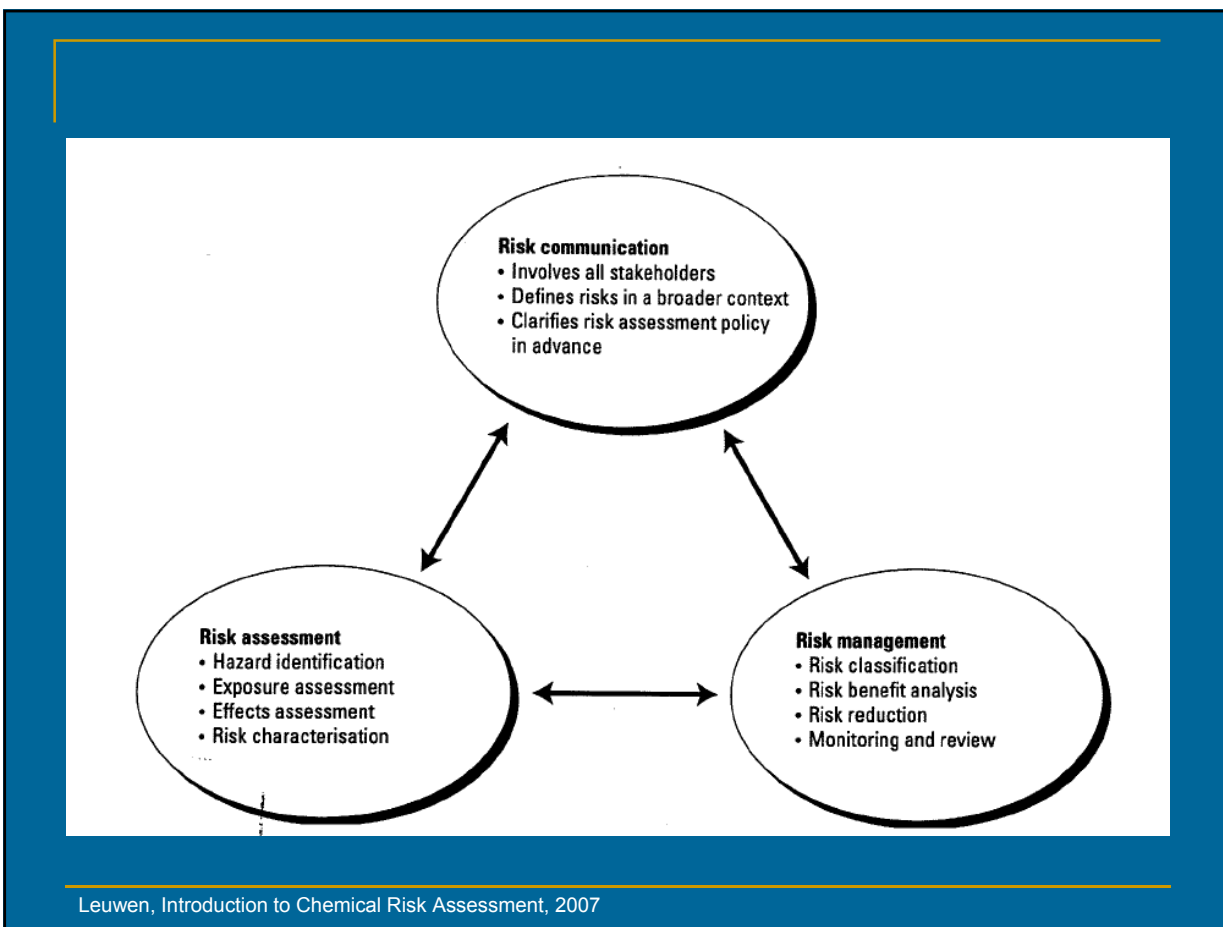 Risk communication
• Involves all stakeholders
• Defines risks in a broader context
• Clarifies risk assessment policy
in advance
Risk assessment
• Hazard identification
• Exposure assessment
• Effects assessment
• Risk characterisation
Risk management
• Risk classification
• Risk benefit analysis
• Risk reduction
• Monitoring and review
Leuwen, Introduction to Chemical Risk Assessment, 2007